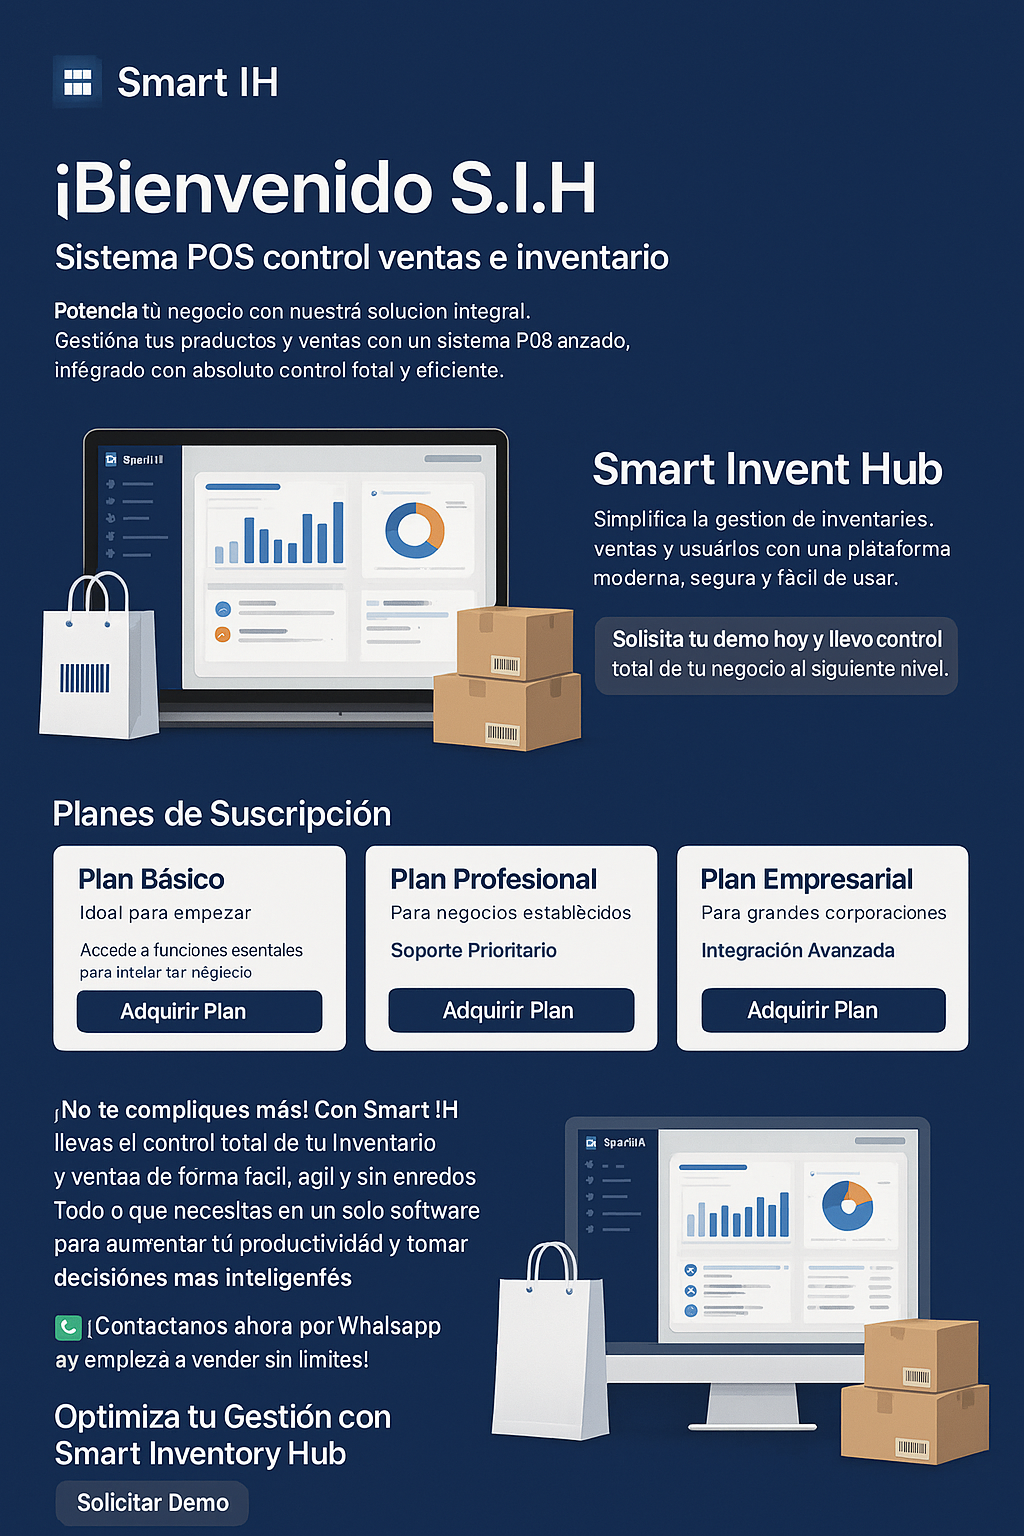 Smart IH
¡Bienvenido S.I.H
Sistema POS control ventas e inventario
Potencla tù negocio con nuestrá solucion integral.
Gestióna tus praductos y ventas con un sistema P08 anzado,
infégrado con absoluto control fotal y eficiente.
Smart Invent Hub
Simplifica la gestion de inventaries.
ventas y usuárlos con una plátaforma
moderna, segura y fàcil de usar.
Solisita tu demo hoy y llevo control
total de tu negocio al siguiente nivel.
Planes de Suscripción
Plan Básico
Idoal para empezar
Accede a funciones esentales
para intelar tar négiecio
Adquirir Plan
Plan Profesional
Para negocios establècidos
Soporte Prioritario
Adquirir Plan
Plan Empresarial
Para grandes corporaciones
Integración Avanzada
Adquirir Plan
¡No te compliques más! Con Smart !H
llevas el control total de tu Inventario
y ventaa de fórma facil, agil y sin enredos
Todo o que necesltas en un solo software
para aumentar tú productividád y tomar
decisiónes mas inteligenfés
¡Contactanos ahora por Whalsapp
ay emplezà a vender sin limites!
Optimiza tu Gestión con
Smart Inventory Hub
Solicitar Demo